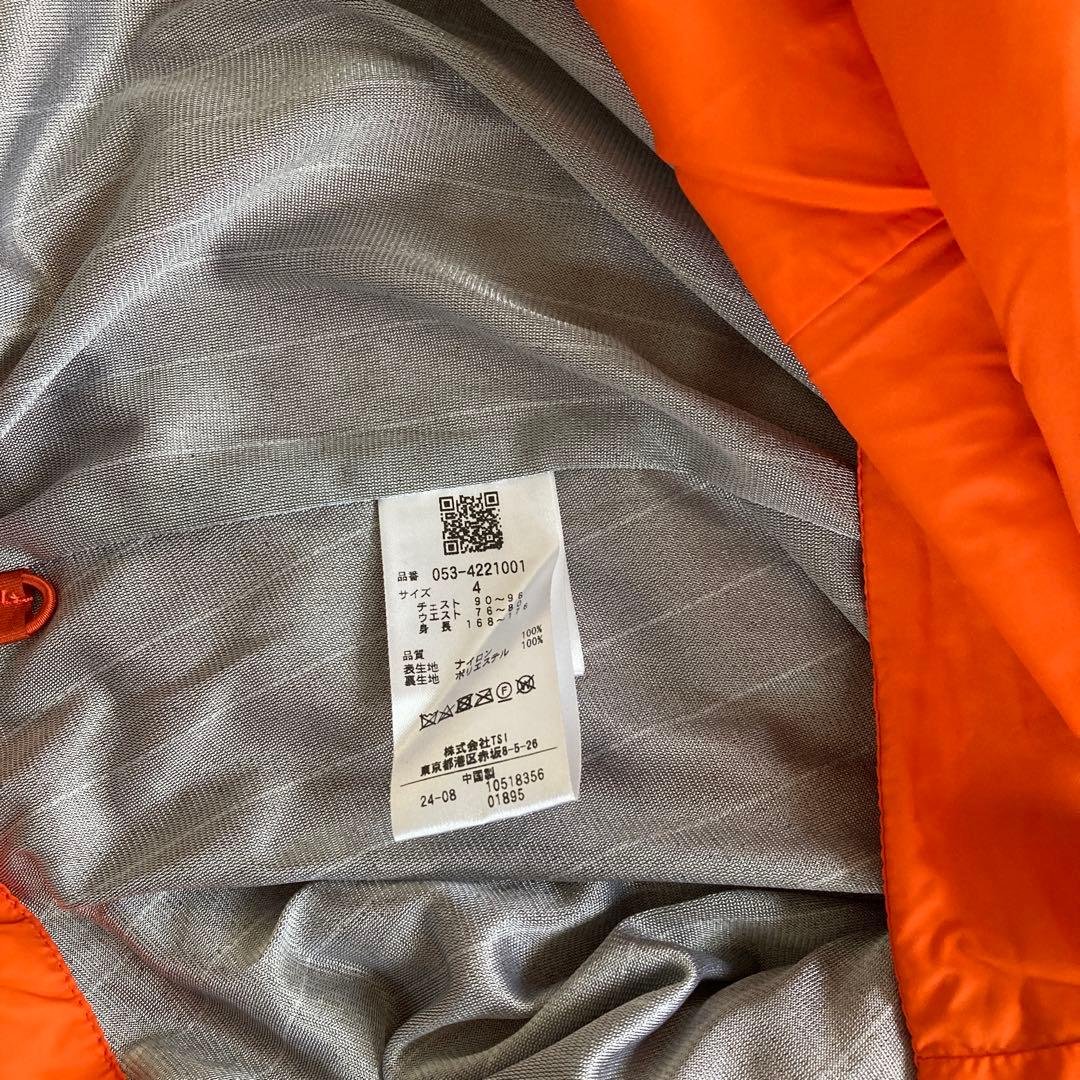 品番 053-4221001
サイズ 4
チェスト 90～98
ウエスト 76～80
身長 168～176
品質
表生地 ナイロン 100%
裏生地 ポリエステル 100%
F W
株式会社TSI
東京都港区赤坂8-5-26
中国製
24-08 10518356
01895